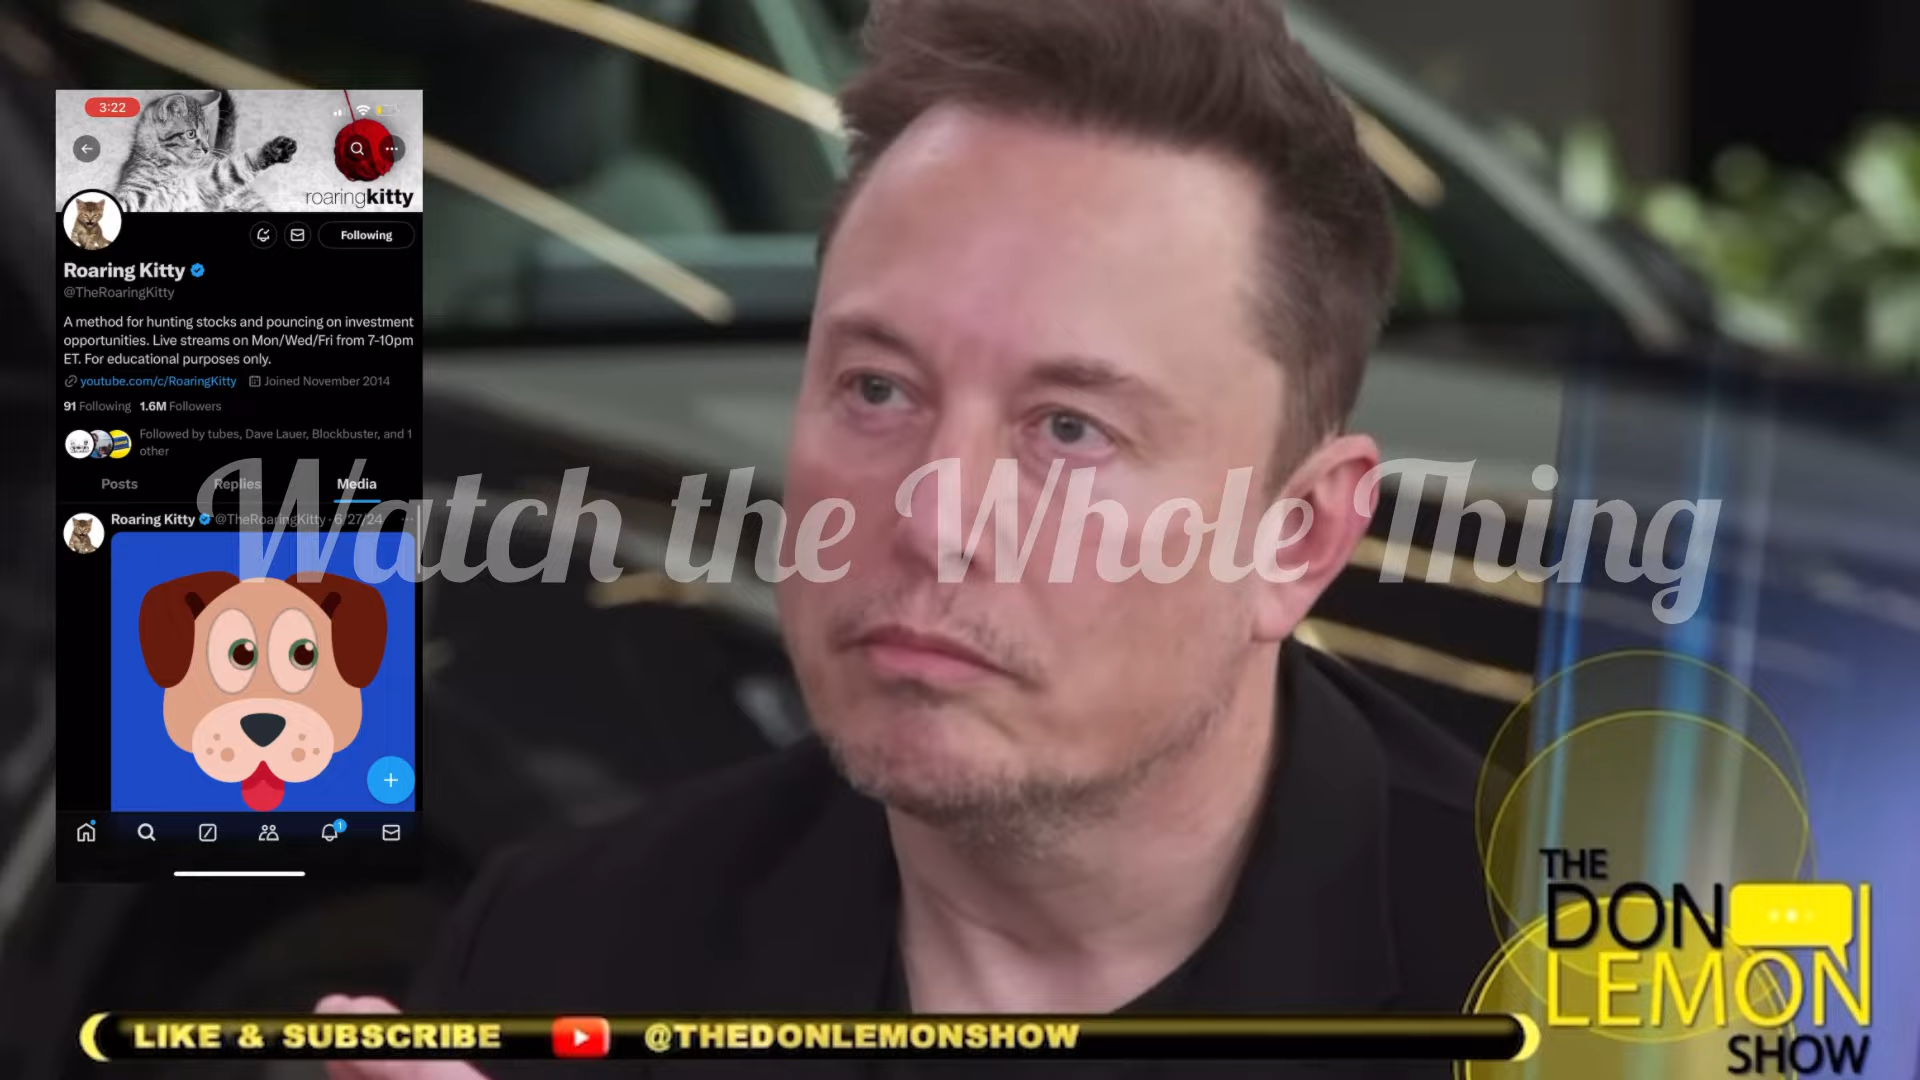 3:22
roaringkitty
Following
Roaring Kitty
@TheRoaringKitty
A method for hunting stocks and pouncing on investment
opportunities. Live streams on Mon/Wed/Fri from 7-10pm
ET. For educational purposes only.
youtube.com/c/RoaringKitty Joined November 2014
91 Following 1.6M Followers
Followed by tubes, Dave Lauer, Blockbuster, and 1
other
Posts Replies Media
Roaring Kitty @TheRoaringKitty · 6/27/24
1
Watch the Whole Thing
THE
DON
LEMON
SHOW
LIKE & SUBSCRIBE @THEDONLEMONSHOW